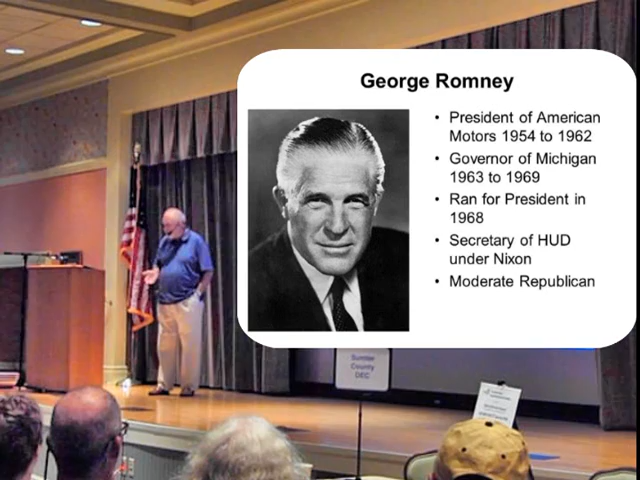 George Romney
• President of American
Motors 1954 to 1962
• Governor of Michigan
1963 to 1969
• Ran for President in
1968
• Secretary of HUD
under Nixon
• Moderate Republican
Sumter
County
DEC